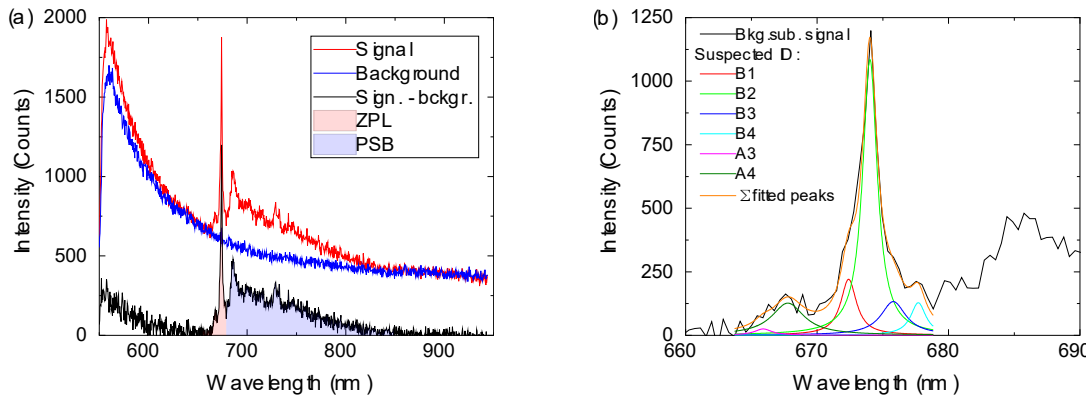 (a)
2000
1500
1000
500
0
Intensity (Counts)
600
700
800
900
Wavelength (nm)
Signal
Background
Sign. - bckgr.
ZPL
PSB
(b)
1250
1000
750
500
250
0
Intensity (Counts)
660
670
680
690
Wavelength (nm)
Bkg.sub. signal
Suspected ID:
B1
B2
B3
B4
A3
A4
Σfitted peaks